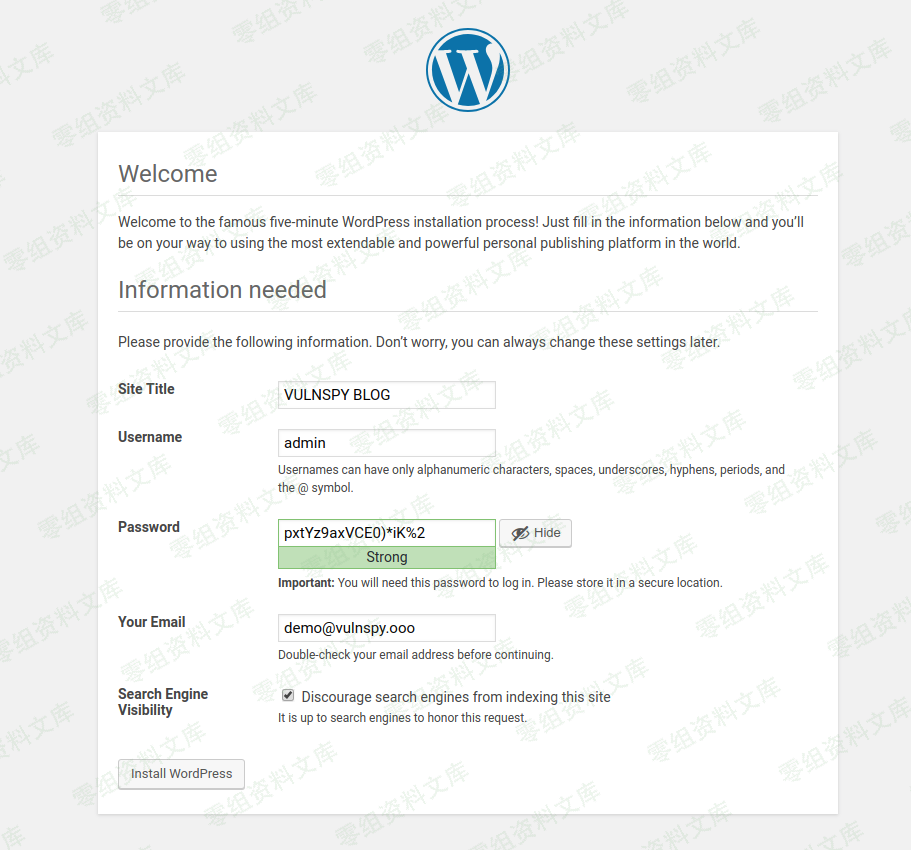 Welcome
Welcome to the famous five-minute WordPress installation process! Just fill in the information below and you’ll
be on your way to using the most extendable and powerful personal publishing platform in the world.
Information needed
Please provide the following information. Don’t worry, you can always change these settings later.
Site Title
VULNSPY BLOG
Username
admin
Usernames can have only alphanumeric characters, spaces, underscores, hyphens, periods, and
the @ symbol.
Password
pxtYz9axVCE0)*iK%2
Hide
Strong
Important: You will need this password to log in. Please store it in a secure location.
Your Email
demo@vulnspy.ooo
Double-check your email address before continuing.
Search Engine
Visibility
Discourage search engines from indexing this site
It is up to search engines to honor this request.
Install WordPress
零组资料文库